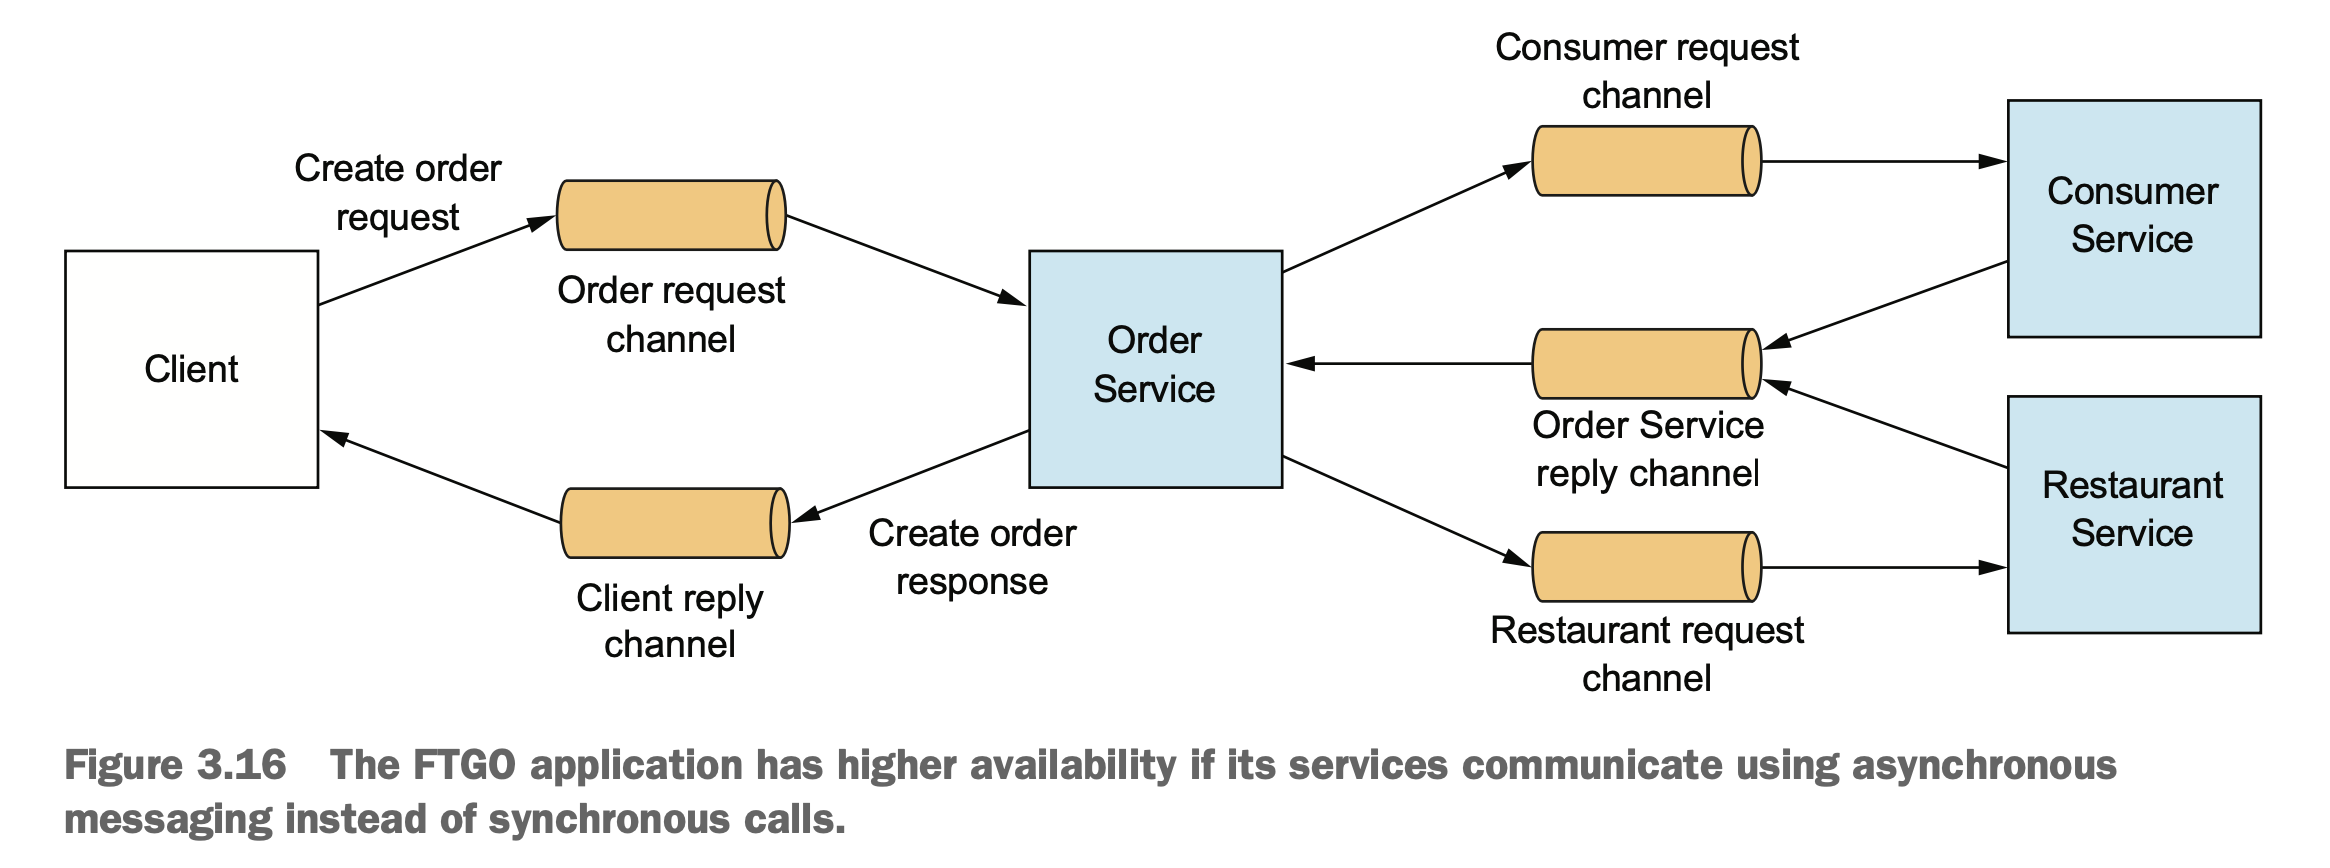 Consumer request
channel
Create order
request
Order request
channel
Client
Order
Service
Consumer
Service
Order Service
reply channel
Restaurant
Service
Create order
response
Client reply
channel
Restaurant request
channel
Figure 3.16 The FTGO application has higher availability if its services communicate using asynchronous
messaging instead of synchronous calls.